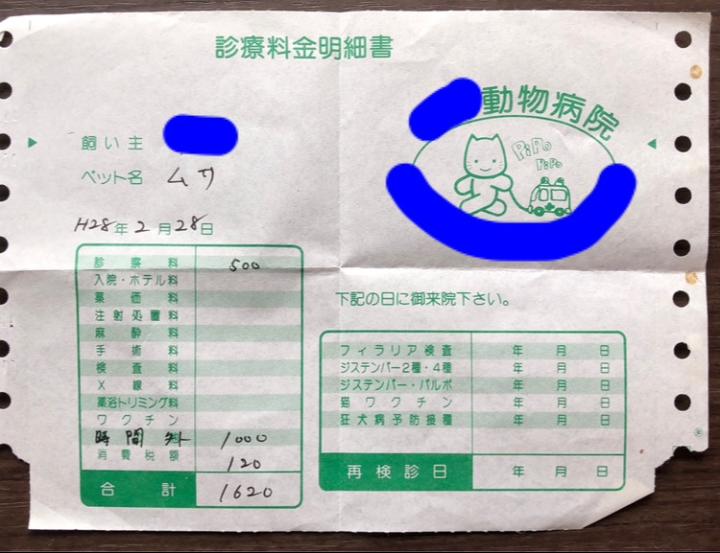 診療料金明細書
動物病院
PiPo
PiPo
飼い主
ペット名 ムサ
H28年2月28日
診療料 500
入院・ホテル料
薬価料
注射処置料
麻酔料
手術料
検査料
X線料
薬浴トリミング料
ワクチン
時間外 1000
消費税額 120
合計 1620
下記の日に御来院下さい。
フィラリア検査 年 月 日
ジステンパー2種・4種 年 月 日
ジステンパー・パルボ 年 月 日
猫ワクチン 年 月 日
狂犬病予防接種 年 月 日
再検診日 年 月 日